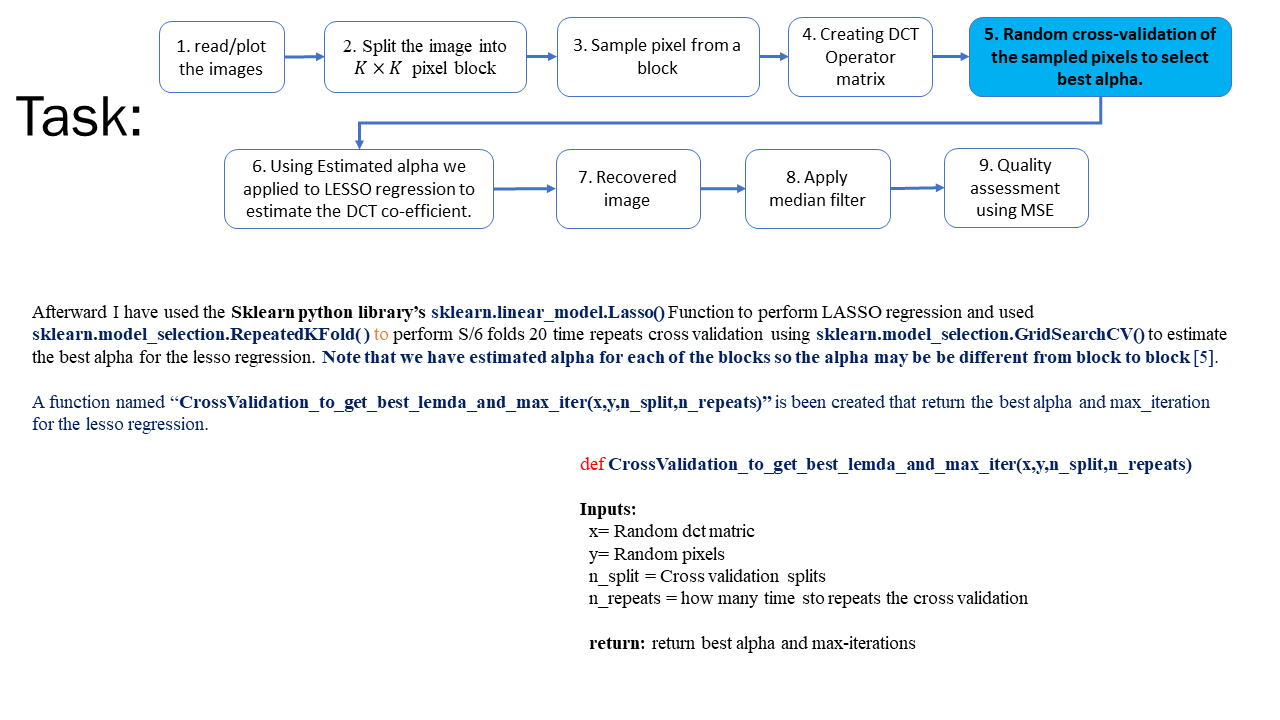 Task:
1. read/plot
the images
2. Split the image into
K × K pixel block
3. Sample pixel from a
block
4. Creating DCT
Operator
matrix
5. Random cross-validation of
the sampled pixels to select
best alpha.
6. Using Estimated alpha we
applied to LESSO regression to
estimate the DCT co-efficient.
7. Recovered
image
8. Apply
median filter
9. Quality
assessment
using MSE
Afterward I have used the Sklearn python library’s sklearn.linear_model.Lasso() Function to perform LASSO regression and used
sklearn.model_selection.RepeatedKFold( ) to perform S/6 folds 20 time repeats cross validation using sklearn.model_selection.GridSearchCV() to estimate
the best alpha for the lesso regression. Note that we have estimated alpha for each of the blocks so the alpha may be be different from block to block [5].
A function named “CrossValidation_to_get_best_lemda_and_max_iter(x,y,n_split,n_repeats)” is been created that return the best alpha and max_iteration
for the lesso regression.
def CrossValidation_to_get_best_lemda_and_max_iter(x,y,n_split,n_repeats)
Inputs:
x= Random dct matric
y= Random pixels
n_split = Cross validation splits
n_repeats = how many time sto repeats the cross validation
return: return best alpha and max-iterations